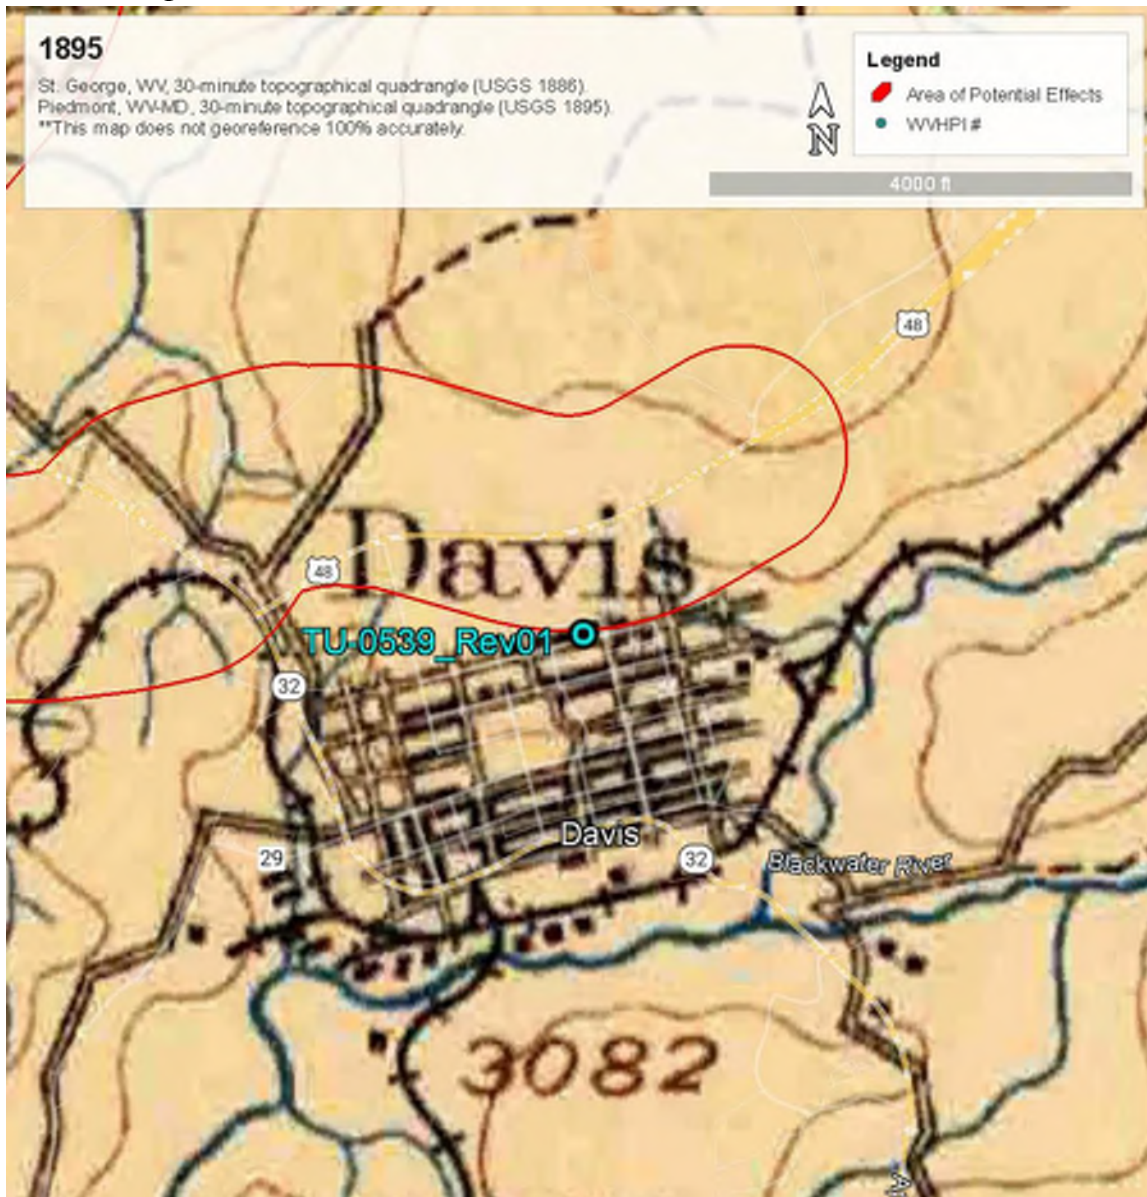 1895
St. George, WV, 30-minute topographical quadrangle (USGS 1886).
Piedmont, WV-MD, 30-minute topographical quadrangle (USGS 1895).
**This map does not georeference 100% accurately.
N
Legend
Area of Potential Effects
WVHPI #
4000 ft
48
Davis
48
TU-0539_Rev01
32
Davis
29
32
Blackwater River
3082